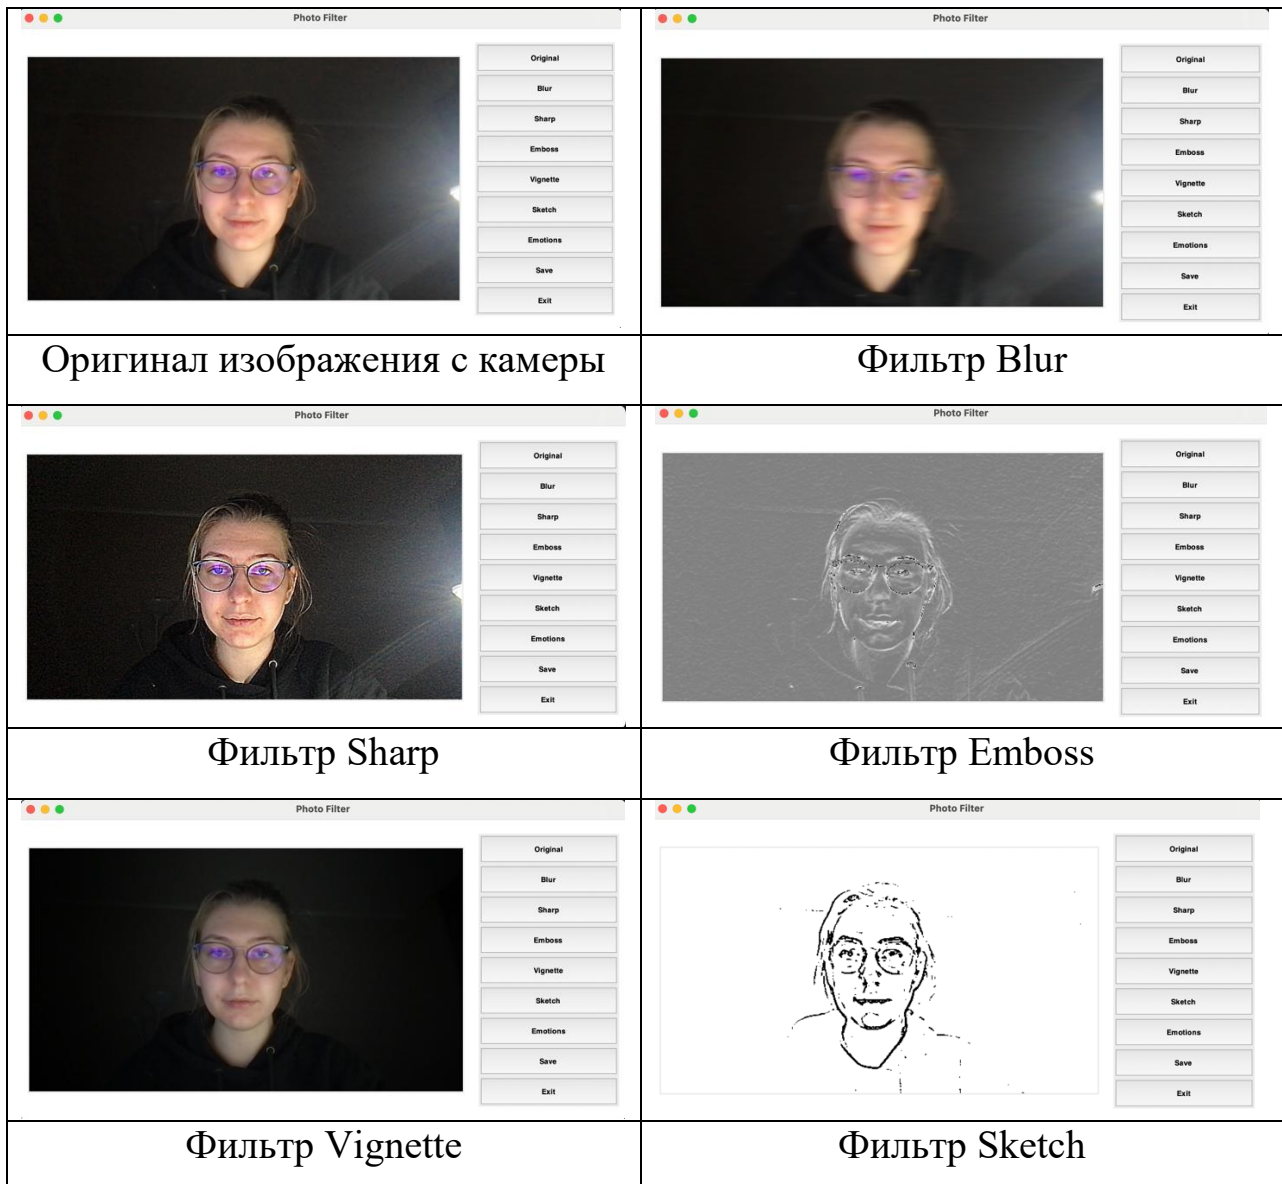 Photo Filter
Original
Blur
Sharp
Emboss
Vignette
Sketch
Emotions
Save
Exit
Photo Filter
Original
Blur
Sharp
Emboss
Vignette
Sketch
Emotions
Save
Exit
Оригинал изображения с камеры
Фильтр Blur
Photo Filter
Original
Blur
Sharp
Emboss
Vignette
Sketch
Emotions
Save
Exit
Photo Filter
Original
Blur
Sharp
Emboss
Vignette
Sketch
Emotions
Save
Exit
Фильтр Sharp
Фильтр Emboss
Photo Filter
Original
Blur
Sharp
Emboss
Vignette
Sketch
Emotions
Save
Exit
Photo Filter
Original
Blur
Sharp
Emboss
Vignette
Sketch
Emotions
Save
Exit
Фильтр Vignette
Фильтр Sketch